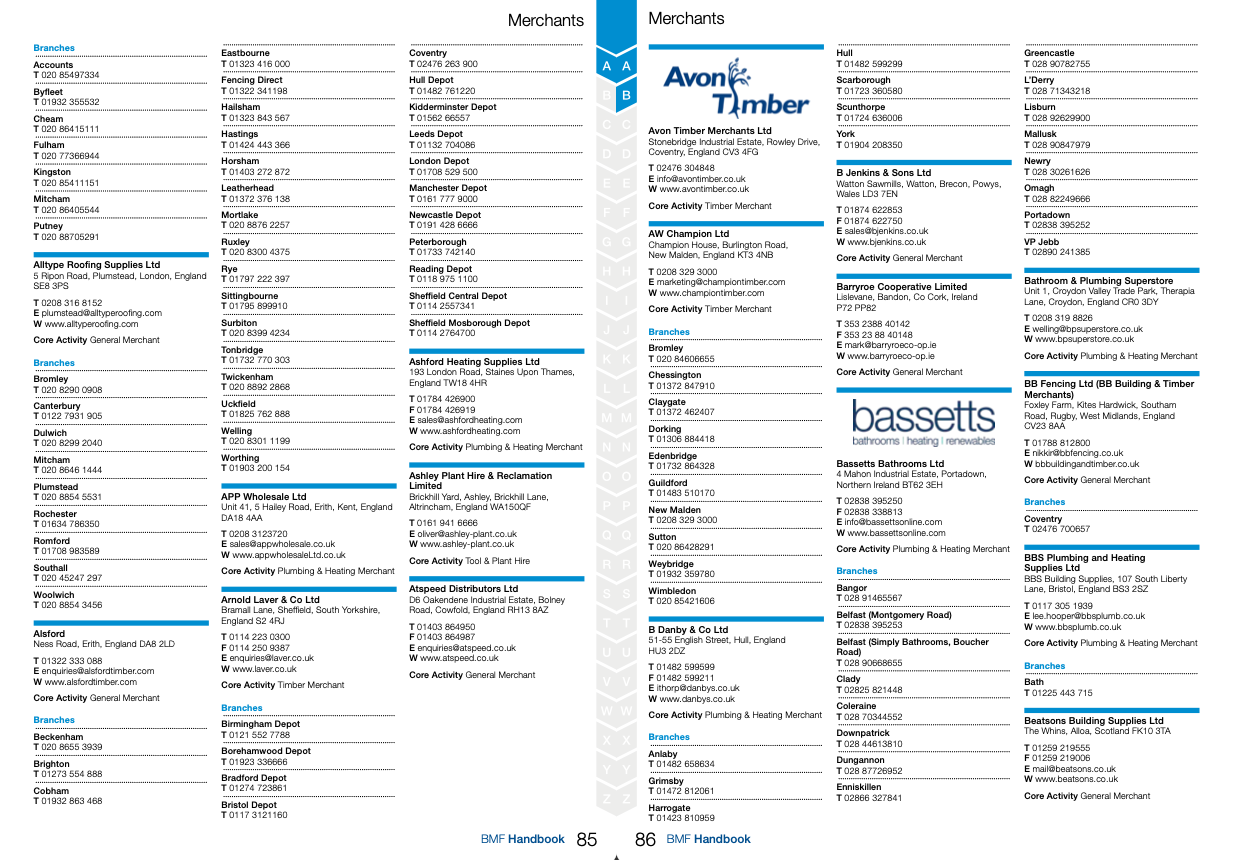 Merchants
Branches
Accounts
T 020 85497334
Byfleet
T 01932 355532
Cheam
T 020 86415111
Fulham
T 020 77366944
Kingston
T 020 85411151
Mitcham
T 020 86405544
Putney
T 020 88705291
Alltype Roofing Supplies Ltd
5 Ripon Road, Plumstead, London, England
SE8 3PS
T 0208 316 8152
E plumstead@alltyperoofing.com
W www.alltyperoofing.com
Core Activity General Merchant
Branches
Bromley
T 020 8290 0908
Canterbury
T 0122 7931 905
Dulwich
T 020 8299 2040
Mitcham
T 020 8646 1444
Plumstead
T 020 8854 5531
Rochester
T 01634 786350
Romford
T 01708 983589
Southall
T 020 45247 297
Woolwich
T 020 8854 3456
Alsford
Ness Road, Erith, England DA8 2LD
T 01322 333 088
E enquiries@alsfordtimber.com
W www.alsfordtimber.com
Core Activity General Merchant
Branches
Beckenham
T 020 8655 3939
Brighton
T 01273 554 888
Cobham
T 01932 863 468
Eastbourne
T 01323 416 000
Fencing Direct
T 01322 341198
Hailsham
T 01323 843 567
Hastings
T 01424 443 366
Horsham
T 01403 272 872
Leatherhead
T 01372 376 138
Mortlake
T 020 8876 2257
Ruxley
T 020 8300 4375
Rye
T 01797 222 397
Sittingbourne
T 01795 899910
Surbiton
T 020 8399 4234
Tonbridge
T 01732 770 303
Twickenham
T 020 8892 2868
Uckfield
T 01825 762 888
Welling
T 020 8301 1199
Worthing
T 01903 200 154
APP Wholesale Ltd
Unit 41, 5 Hailey Road, Erith, Kent, England
DA18 4AA
T 0208 3123720
E sales@appwholesale.co.uk
W www.appwholesaleLtd.co.uk
Core Activity Plumbing & Heating Merchant
Arnold Laver & Co Ltd
Bramall Lane, Sheffield, South Yorkshire,
England S2 4RJ
T 0114 223 0300
F 0114 250 9387
E enquiries@laver.co.uk
W www.laver.co.uk
Core Activity Timber Merchant
Branches
Birmingham Depot
T 0121 552 7788
Borehamwood Depot
T 01923 336666
Bradford Depot
T 01274 723861
Bristol Depot
T 0117 3121160
Coventry
T 02476 263 900
Hull Depot
T 01482 761220
Kidderminster Depot
T 01562 66557
Leeds Depot
T 01132 704086
London Depot
T 01708 529 500
Manchester Depot
T 0161 777 9000
Newcastle Depot
T 0191 428 6666
Peterborough
T 01733 742140
Reading Depot
T 0118 975 1100
Sheffield Central Depot
T 0114 2557341
Sheffield Mosborough Depot
T 0114 2764700
Ashford Heating Supplies Ltd
193 London Road, Staines Upon Thames,
England TW18 4HR
T 01784 426900
F 01784 426919
E sales@ashfordheating.com
W www.ashfordheating.com
Core Activity Plumbing & Heating Merchant
Ashley Plant Hire & Reclamation
Limited
Brickhill Yard, Ashley, Brickhill Lane,
Altrincham, England WA150QF
T 0161 941 6666
E oliver@ashley-plant.co.uk
W www.ashley-plant.co.uk
Core Activity Tool & Plant Hire
Atspeed Distributors Ltd
D6 Oakendene Industrial Estate, Bolney
Road, Cowfold, England RH13 8AZ
T 01403 864950
F 01403 864987
E enquiries@atspeed.co.uk
W www.atspeed.co.uk
Core Activity General Merchant
BMF Handbook 85
A A
B B
C C
D D
E E
F F
G G
H H
I I
J J
K K
L L
M M
N N
O O
P P
Q Q
R R
S S
T T
U U
V V
W W
X X
Y Y
Z Z
Merchants
Avon Timber
Avon Timber Merchants Ltd
Stonebridge Industrial Estate, Rowley Drive,
Coventry, England CV3 4FG
T 02476 304848
E info@avontimber.co.uk
W www.avontimber.co.uk
Core Activity Timber Merchant
AW Champion Ltd
Champion House, Burlington Road,
New Malden, England KT3 4NB
T 0208 329 3000
E marketing@championtimber.com
W www.championtimber.com
Core Activity Timber Merchant
Branches
Bromley
T 020 84606655
Chessington
T 01372 847910
Claygate
T 01372 462407
Dorking
T 01306 884418
Edenbridge
T 01732 864328
Guildford
T 01483 510170
New Malden
T 0208 329 3000
Sutton
T 020 86428291
Weybridge
T 01932 359780
Wimbledon
T 020 85421606
B Danby & Co Ltd
51-55 English Street, Hull, England
HU3 2DZ
T 01482 599599
F 01482 599211
E ithorp@danbys.co.uk
W www.danbys.co.uk
Core Activity Plumbing & Heating Merchant
Branches
Anlaby
T 01482 658634
Grimsby
T 01472 812061
Harrogate
T 01423 810959
Hull
T 01482 599299
Scarborough
T 01723 360580
Scunthorpe
T 01724 636006
York
T 01904 208350
B Jenkins & Sons Ltd
Watton Sawmills, Watton, Brecon, Powys,
Wales LD3 7EN
T 01874 622853
F 01874 622750
E sales@bjenkins.co.uk
W www.bjenkins.co.uk
Core Activity General Merchant
Barryroe Cooperative Limited
Lislevane, Bandon, Co Cork, Ireland
P72 PP82
T 353 2388 40142
F 353 23 88 40148
E mark@barryroeco-op.ie
W www.barryroeco-op.ie
Core Activity General Merchant
bassetts
bathrooms | heating | renewables
Bassetts Bathrooms Ltd
4 Mahon Industrial Estate, Portadown,
Northern Ireland BT62 3EH
T 02838 395250
F 02838 338813
E info@bassettsonline.com
W www.bassettsonline.com
Core Activity Plumbing & Heating Merchant
Branches
Bangor
T 028 91465567
Belfast (Montgomery Road)
T 02838 395253
Belfast (Simply Bathrooms, Boucher
Road)
T 028 90668655
Clady
T 02825 821448
Coleraine
T 028 70344552
Downpatrick
T 028 44613810
Dungannon
T 028 87726952
Enniskillen
T 02866 327841
Greencastle
T 028 90782755
L'Derry
T 028 71343218
Lisburn
T 028 92629900
Mallusk
T 028 90847979
Newry
T 028 30261626
Omagh
T 028 82249666
Portadown
T 02838 395252
VP Jebb
T 02890 241385
Bathroom & Plumbing Superstore
Unit 1, Croydon Valley Trade Park, Therapia
Lane, Croydon, England CR0 3DY
T 0208 319 8826
E welling@bpsuperstore.co.uk
W www.bpsuperstore.co.uk
Core Activity Plumbing & Heating Merchant
BB Fencing Ltd (BB Building & Timber
Merchants)
Foxley Farm, Kites Hardwick, Southam
Road, Rugby, West Midlands, England
CV23 8AA
T 01788 812800
E nikkir@bbfencing.co.uk
W bbbuildingandtimber.co.uk
Core Activity General Merchant
Branches
Coventry
T 02476 700657
BBS Plumbing and Heating
Supplies Ltd
BBS Building Supplies, 107 South Liberty
Lane, Bristol, England BS3 2SZ
T 0117 305 1939
E lee.hooper@bbsplumb.co.uk
W www.bbsplumb.co.uk
Core Activity Plumbing & Heating Merchant
Branches
Bath
T 01225 443 715
Beatsons Building Supplies Ltd
The Whins, Alloa, Scotland FK10 3TA
T 01259 219555
F 01259 219006
E mail@beatsons.co.uk
W www.beatsons.co.uk
Core Activity General Merchant
86 BMF Handbook